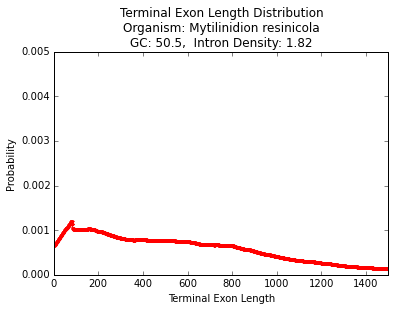 Terminal Exon Length Distribution
Organism: Mytilinidion resinicola
GC: 50.5,  Intron Density: 1.82
0.005
0.004
0.003
0.002
0.001
0.000
Probability
0
200
400
600
800
1000
1200
1400
Terminal Exon Length